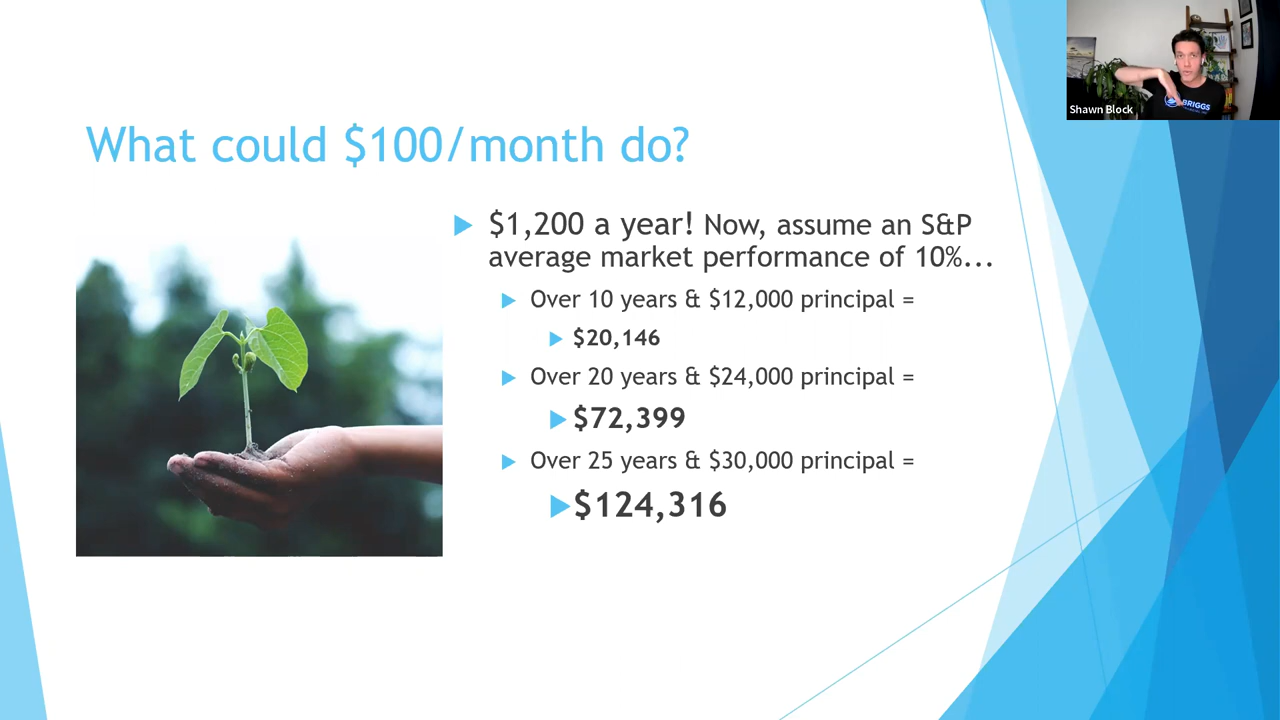 Shawn Block
BRIGGS
What could $100/month do?
$1,200 a year! Now, assume an S&P
average market performance of 10%...
Over 10 years & $12,000 principal =
$20,146
Over 20 years & $24,000 principal =
$72,399
Over 25 years & $30,000 principal =
$124,316